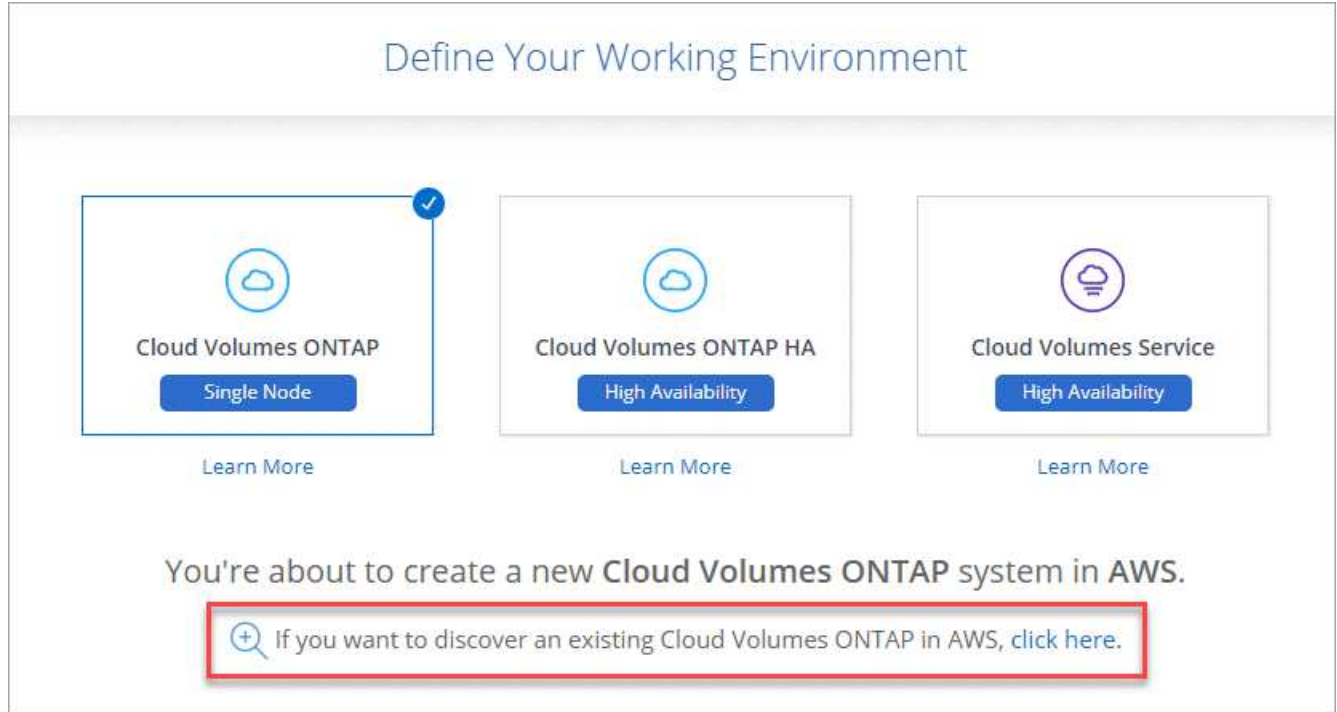 Define Your Working Environment
Cloud Volumes ONTAP
Single Node
Learn More
Cloud Volumes ONTAP HA
High Availability
Learn More
Cloud Volumes Service
High Availability
Learn More
You're about to create a new Cloud Volumes ONTAP system in AWS.
If you want to discover an existing Cloud Volumes ONTAP in AWS, click here.